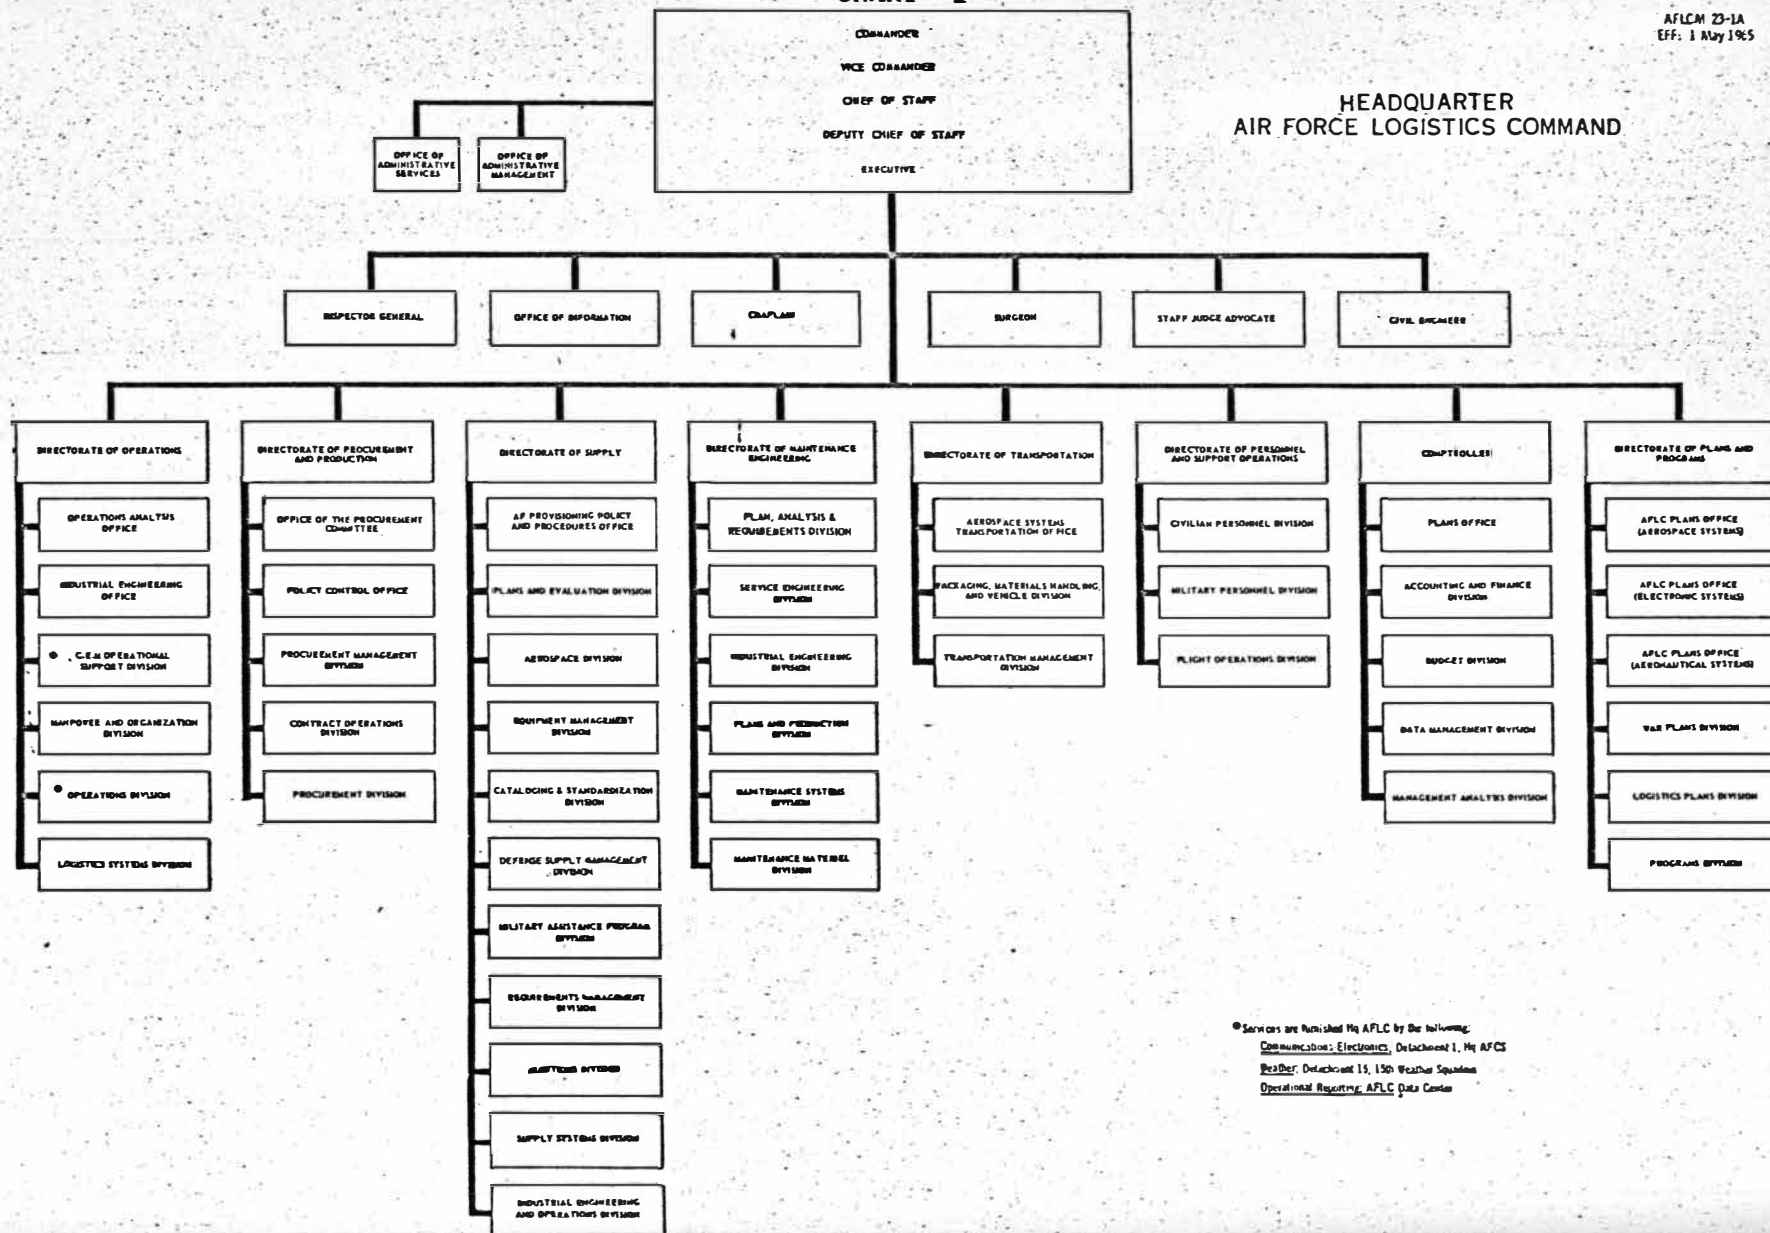 AFLCM 23-1A
EFF: 1 May 1965
HEADQUARTER
AIR FORCE LOGISTICS COMMAND
COMMANDER
VICE COMMANDER
CHIEF OF STAFF
DEPUTY CHIEF OF STAFF
EXECUTIVE
OFFICE OF
ADMINISTRATIVE
SERVICES
OFFICE OF
ADMINISTRATIVE
MANAGEMENT
INSPECTOR GENERAL
OFFICE OF INFORMATION
CHAPLAIN
SURGEON
STAFF JUDGE ADVOCATE
CIVIL ENGINEER
DIRECTORATE OF OPERATIONS
OPERATIONS ANALYSIS
OFFICE
INDUSTRIAL ENGINEERING
OFFICE
● C.E.M OPERATIONAL
SUPPORT DIVISION
MANPOWER AND ORGANIZATION
DIVISION
● OPERATIONS DIVISION
LOGISTICS SYSTEMS DIVISION
DIRECTORATE OF PROCUREMENT
AND PRODUCTION
OFFICE OF THE PROCUREMENT
COMMITTEE
POLICY CONTROL OFFICE
PROCUREMENT MANAGEMENT
DIVISION
CONTRACT OPERATIONS
DIVISION
PROCUREMENT DIVISION
DIRECTORATE OF SUPPLY
AF PROVISIONING POLICY
AND PROCEDURES OFFICE
PLANS AND EVALUATION DIVISION
AEROSPACE DIVISION
EQUIPMENT MANAGEMENT
DIVISION
CATALOGING & STANDARDIZATION
DIVISION
DEFENSE SUPPLY MANAGEMENT
DIVISION
MILITARY ASSISTANCE PROGRAM
DIVISION
REQUIREMENTS MANAGEMENT
DIVISION
MUNITIONS DIVISION
SUPPLY SYSTEMS DIVISION
INDUSTRIAL ENGINEERING
AND OPERATIONS DIVISION
DIRECTORATE OF MAINTENANCE
ENGINEERING
PLAN, ANALYSIS &
REQUIREMENTS DIVISION
SERVICE ENGINEERING
DIVISION
INDUSTRIAL ENGINEERING
DIVISION
PLANS AND PRODUCTION
DIVISION
MAINTENANCE SYSTEMS
DIVISION
MAINTENANCE MATERIEL
DIVISION
DIRECTORATE OF TRANSPORTATION
AEROSPACE SYSTEMS
TRANSPORTATION OFFICE
PACKAGING, MATERIALS HANDLING,
AND VEHICLE DIVISION
TRANSPORTATION MANAGEMENT
DIVISION
DIRECTORATE OF PERSONNEL
AND SUPPORT OPERATIONS
CIVILIAN PERSONNEL DIVISION
MILITARY PERSONNEL DIVISION
FLIGHT OPERATIONS DIVISION
COMPTROLLER
PLANS OFFICE
ACCOUNTING AND FINANCE
DIVISION
BUDGET DIVISION
DATA MANAGEMENT DIVISION
MANAGEMENT ANALYSIS DIVISION
DIRECTORATE OF PLANS AND
PROGRAMS
AFLC PLANS OFFICE
(AEROSPACE SYSTEMS)
AFLC PLANS OFFICE
(ELECTRONIC SYSTEMS)
AFLC PLANS OFFICE
(AERONAUTICAL SYSTEMS)
WAR PLANS DIVISION
LOGISTICS PLANS DIVISION
PROGRAMS DIVISION
● Services are furnished Hq AFLC by the following:
Communications-Electronics, Detachment 1, Hq AFCS
Weather, Detachment 15, 15th Weather Squadron
Operational Reporting: AFLC Data Center